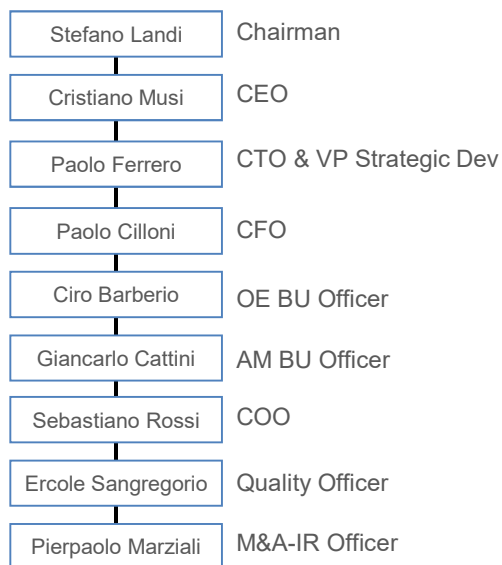 Stefano Landi Chairman
Cristiano Musi CEO
Paolo Ferrero CTO & VP Strategic Dev
Paolo Cilloni CFO
Ciro Barberio OE BU Officer
Giancarlo Cattini AM BU Officer
Sebastiano Rossi COO
Ercole Sangregorio Quality Officer
Pierpaolo Marziali M&A-IR Officer